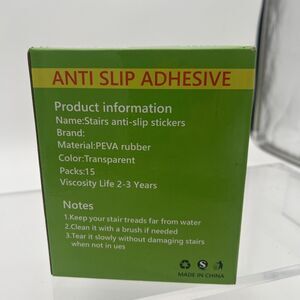 ANTI SLIP ADHESIVE
Product information
Name:Stairs anti-slip stickers
Brand:
Material:PEVA rubber
Color:Transparent
Packs:15
Viscosity Life 2-3 Years
Notes
1.Keep your stair treads far from water
2.Clean it with a brush if needed
3.Tear it slowly without damaging stairs
when not in ues
MADE IN CHINA